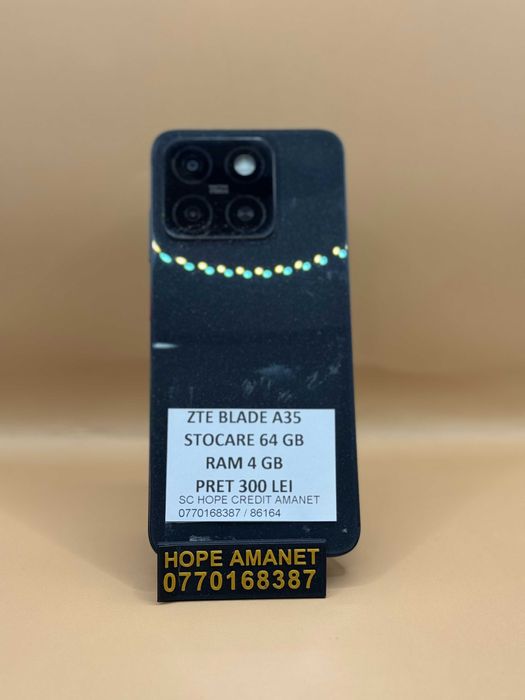 ZTE BLADE A35
STOCARE 64 GB
RAM 4 GB
PRET 300 LEI
SC HOPE CREDIT AMANET
0770168387 / 86164
HOPE AMANET
0770168387